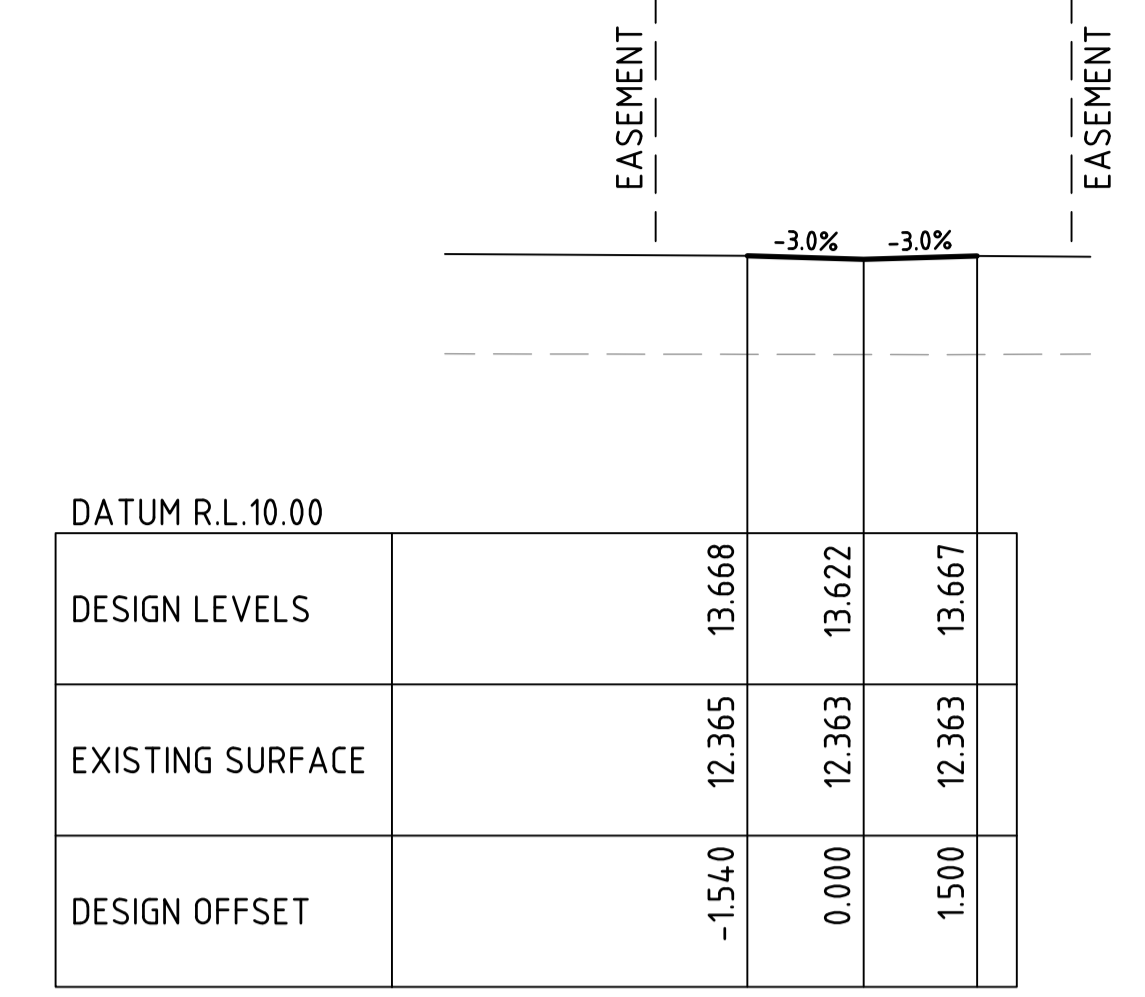 EASEMENT
EASEMENT
-3.0% -3.0%
DATUM R.L.10.00
DESIGN LEVELS 13.668 13.622 13.667
EXISTING SURFACE 12.365 12.363 12.363
DESIGN OFFSET -1.540 0.000 1.500